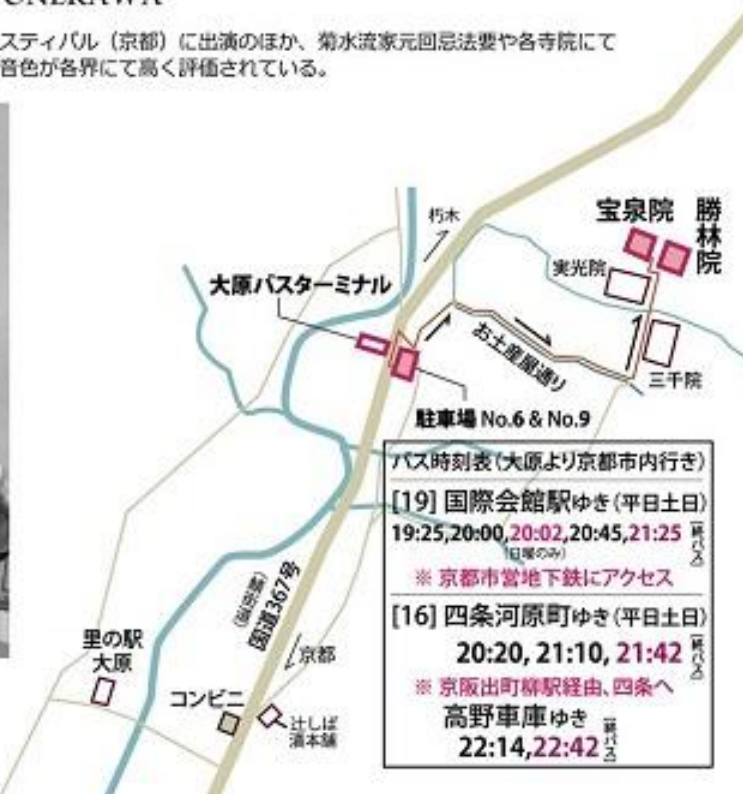 スティバル（京都）に出演のほか、菊水流家元回忌法要や各寺院にて
音色が各界にて高く評価されている。
朽木
宝泉院
勝林院
実光院
大原バスターミナル
お土産屋通り
三千院
駐車場 No.6 & No.9
バス時刻表（大原より京都市内行き）
[19] 国際会館駅ゆき（平日土日）
19:25,20:00,20:02,20:45,21:25
（日曜のみ）
※ 京都市営地下鉄にアクセス
[16] 四条河原町ゆき（平日土日）
20:20, 21:10, 21:42
※ 京阪出町柳駅経由、四条へ
高野車庫ゆき
22:14,22:42
国道367号
京都
里の駅
大原
コンビニ
辻しば
漬本舗